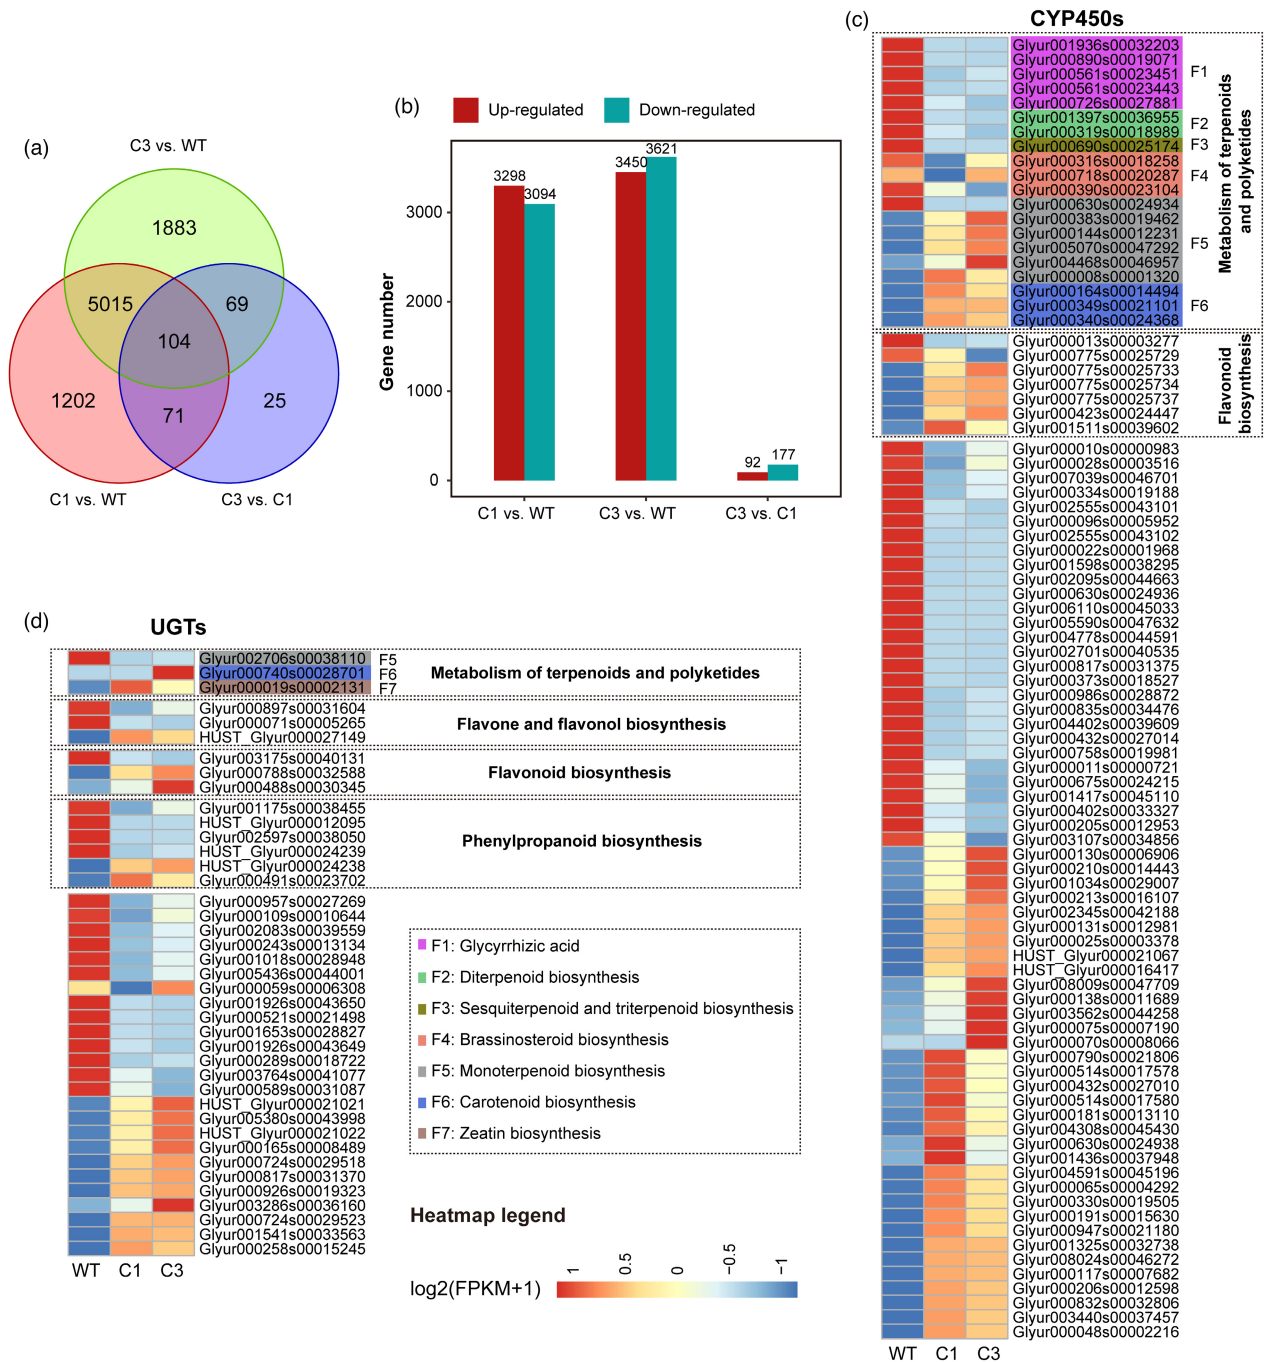 (a)
C3 vs. WT
1883
5015
69
104
1202
71
25
C1 vs. WT
C3 vs. C1
(b)
Up-regulated
Down-regulated
Gene number
3000
2000
1000
0
3298
3094
3450
3621
92
177
C1 vs. WT
C3 vs. WT
C3 vs. C1
(c)
CYP450s
Glyur001936s00032203
Glyur000890s00019071
Glyur000561s00023451
Glyur000561s00023443
Glyur000726s00027881
Glyur001397s00036955
Glyur000319s00018989
Glyur000690s00025174
Glyur000316s00018258
Glyur000718s00020287
Glyur000390s00023104
Glyur000630s00024934
Glyur000383s00019462
Glyur000144s00012231
Glyur005070s00047292
Glyur004468s00046957
Glyur000008s00001320
Glyur000164s00014494
Glyur000349s00021101
Glyur000340s00024368
F1
F2
F3
F4
F5
F6
Metabolism of terpenoids
and polyketides
Glyur000013s00003277
Glyur000775s00025729
Glyur000775s00025733
Glyur000775s00025734
Glyur000775s00025737
Glyur000423s00024447
Glyur001511s00039602
Flavonoid
biosynthesis
Glyur000010s00000983
Glyur000028s00003516
Glyur007039s00046701
Glyur000334s00019188
Glyur002555s00043101
Glyur000096s00005952
Glyur002555s00043102
Glyur000022s00001968
Glyur001598s00038295
Glyur002095s00044663
Glyur000630s00024936
Glyur006110s00045033
Glyur005590s00047632
Glyur004778s00044591
Glyur002701s00040535
Glyur000817s00031375
Glyur000373s00018527
Glyur000986s00028872
Glyur000835s00034476
Glyur004402s00039609
Glyur000432s00027014
Glyur000758s00019981
Glyur000011s00000721
Glyur000675s00024215
Glyur001417s00045110
Glyur000402s00033327
Glyur000205s00012953
Glyur003107s00034856
Glyur000130s00006906
Glyur000210s00014443
Glyur001034s00029007
Glyur000213s00016107
Glyur002345s00042188
Glyur000131s00012981
Glyur000025s00003378
HUST_Glyur000021067
HUST_Glyur000016417
Glyur008009s00047709
Glyur000138s00011689
Glyur003562s00044258
Glyur000075s00007190
Glyur000070s00008066
Glyur000790s00021806
Glyur000514s00017578
Glyur000432s00027010
Glyur000514s00017580
Glyur000181s00013110
Glyur004308s00045430
Glyur000630s00024938
Glyur001436s00037948
Glyur004591s00045196
Glyur000065s00004292
Glyur000330s00019505
Glyur000191s00015630
Glyur000947s00021180
Glyur001325s00032738
Glyur008024s00046272
Glyur000117s00007682
Glyur000206s00012598
Glyur000832s00032806
Glyur003440s00037457
Glyur000048s00002216
WT C1 C3
(d)
UGTs
Glyur002706s00038110 F5
Glyur000740s00028701 F6
Glyur000019s00002131 F7
Metabolism of terpenoids and polyketides
Glyur000897s00031604
Glyur000071s00005265
HUST_Glyur000027149
Flavone and flavonol biosynthesis
Glyur003175s00040131
Glyur000788s00032588
Glyur000488s00030345
Flavonoid biosynthesis
Glyur001175s00038455
HUST_Glyur000012095
Glyur002597s00038050
HUST_Glyur000024239
HUST_Glyur000024238
Glyur000491s00023702
Phenylpropanoid biosynthesis
Glyur000957s00027269
Glyur000109s00010644
Glyur002083s00039559
Glyur000243s00013134
Glyur001018s00028948
Glyur005436s00044001
Glyur000059s00006308
Glyur001926s00043650
Glyur000521s00021498
Glyur001653s00028827
Glyur001926s00043649
Glyur000289s00018722
Glyur003764s00041077
Glyur000589s00031087
HUST_Glyur000021021
Glyur005380s00043998
HUST_Glyur000021022
Glyur000165s00008489
Glyur000724s00029518
Glyur000817s00031370
Glyur000926s00019323
Glyur003286s00036160
Glyur000724s00029523
Glyur001541s00033563
Glyur000258s00015245
WT C1 C3
F1: Glycyrrhizic acid
F2: Diterpenoid biosynthesis
F3: Sesquiterpenoid and triterpenoid biosynthesis
F4: Brassinosteroid biosynthesis
F5: Monoterpenoid biosynthesis
F6: Carotenoid biosynthesis
F7: Zeatin biosynthesis
Heatmap legend
log2(FPKM+1)
1
0.5
0
−0.5
−1